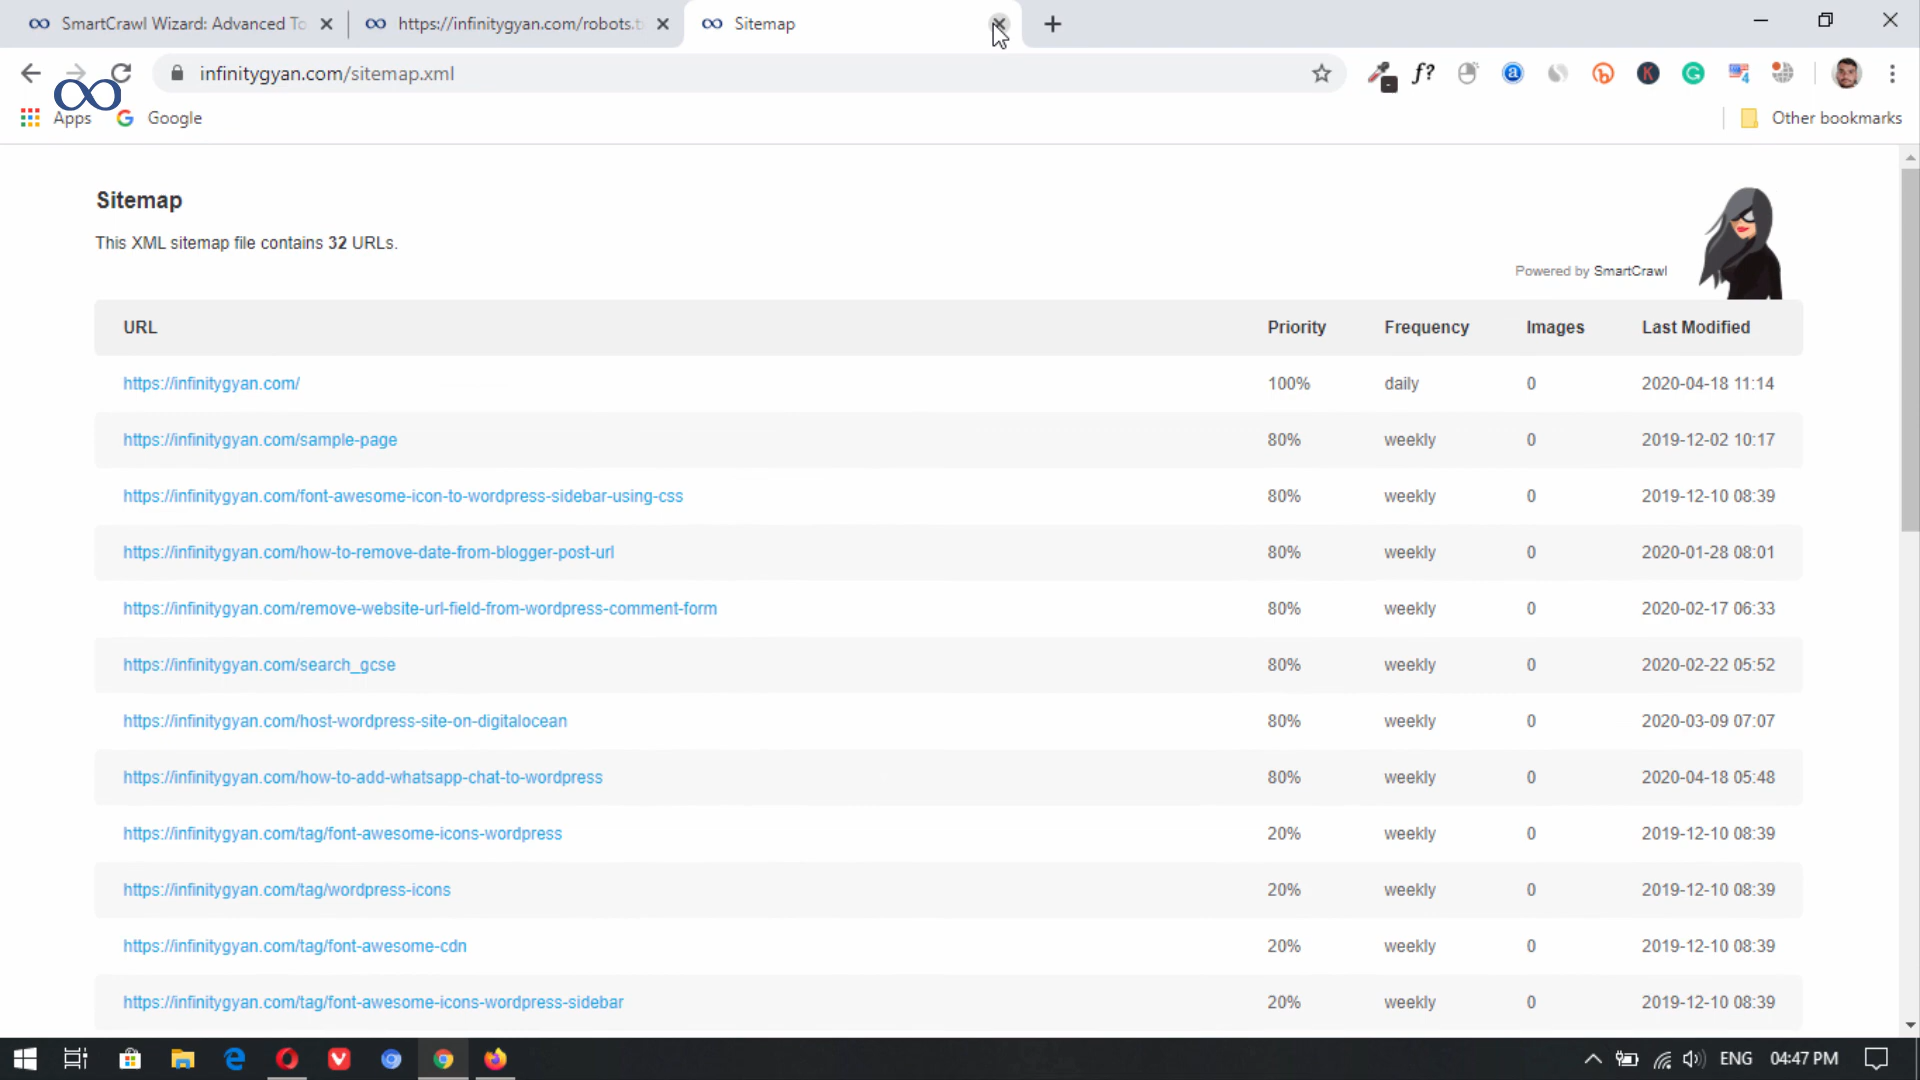 SmartCrawl Wizard: Advanced To
https://infinitygyan.com/robots.t
Sitemap
infinitygyan.com/sitemap.xml
f?
a
K
G
4
Apps
Google
Other bookmarks
Sitemap
This XML sitemap file contains 32 URLs.
Powered by SmartCrawl
URL Priority Frequency Images Last Modified
https://infinitygyan.com/ 100% daily 0 2020-04-18 11:14
https://infinitygyan.com/sample-page 80% weekly 0 2019-12-02 10:17
https://infinitygyan.com/font-awesome-icon-to-wordpress-sidebar-using-css 80% weekly 0 2019-12-10 08:39
https://infinitygyan.com/how-to-remove-date-from-blogger-post-url 80% weekly 0 2020-01-28 08:01
https://infinitygyan.com/remove-website-url-field-from-wordpress-comment-form 80% weekly 0 2020-02-17 06:33
https://infinitygyan.com/search_gcse 80% weekly 0 2020-02-22 05:52
https://infinitygyan.com/host-wordpress-site-on-digitalocean 80% weekly 0 2020-03-09 07:07
https://infinitygyan.com/how-to-add-whatsapp-chat-to-wordpress 80% weekly 0 2020-04-18 05:48
https://infinitygyan.com/tag/font-awesome-icons-wordpress 20% weekly 0 2019-12-10 08:39
https://infinitygyan.com/tag/wordpress-icons 20% weekly 0 2019-12-10 08:39
https://infinitygyan.com/tag/font-awesome-cdn 20% weekly 0 2019-12-10 08:39
https://infinitygyan.com/tag/font-awesome-icons-wordpress-sidebar 20% weekly 0 2019-12-10 08:39
ENG 04:47 PM